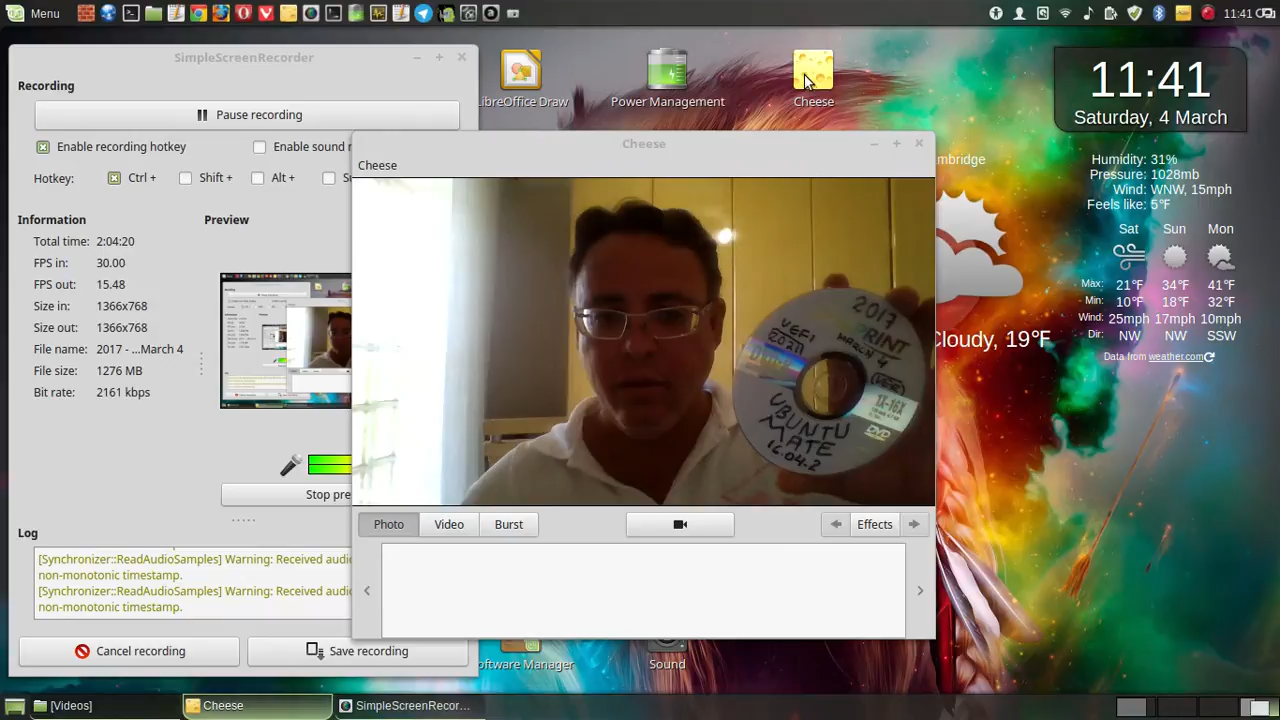 Menu
11:41
SimpleScreenRecorder
Recording
Pause recording
Enable recording hotkey
Enable sound
Hotkey:
Ctrl +
Shift +
Alt +
Information
Preview
Total time: 2:04:20
FPS in: 30.00
FPS out: 15.48
Size in: 1366x768
Size out: 1366x768
File name: 2017 - ...March 4
File size: 1276 MB
Bit rate: 2161 kbps
Stop pre
Log
[Synchronizer::ReadAudioSamples] Warning: Received audio
non-monotonic timestamp.
[Synchronizer::ReadAudioSamples] Warning: Received audio
non-monotonic timestamp.
Cancel recording
Save recording
LibreOffice Draw
Power Management
Cheese
Cheese
Cheese
2017
MARCH 4
UBUNTU
MATE
16.04.2
DVD
1X-16X
Photo
Video
Burst
Effects
oftware Manager
Sound
11:41
Saturday, 4 March
mbridge
Humidity: 31%
Pressure: 1028mb
Wind: WNW, 15mph
Feels like: 5°F
Sat Sun Mon
Max: 21°F 34°F 41°F
Min: 10°F 18°F 32°F
Wind: 25mph 17mph 10mph
Dir: NW NW SSW
Cloudy, 19°F
Data from weather.com
[Videos]
Cheese
SimpleScreenRecor...